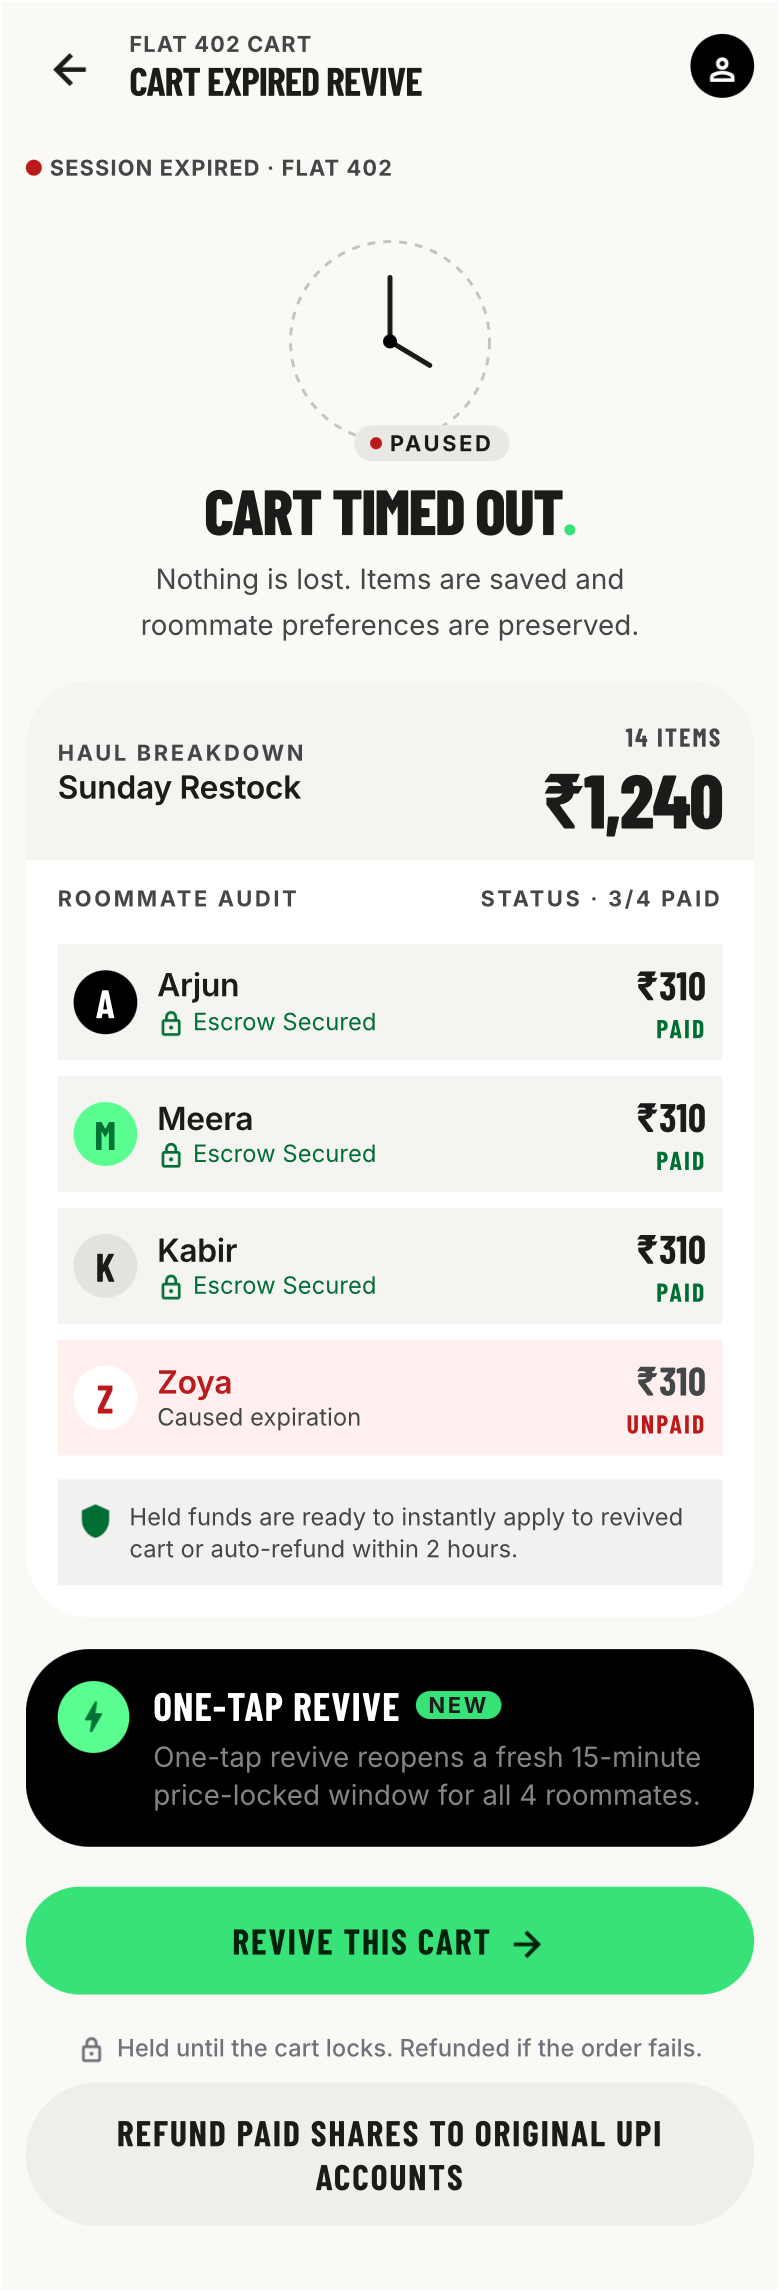 FLAT 402 CART
CART EXPIRED REVIVE
SESSION EXPIRED · FLAT 402
PAUSED
CART TIMED OUT.
Nothing is lost. Items are saved and
roommate preferences are preserved.
HAUL BREAKDOWN
Sunday Restock
14 ITEMS
₹1,240
ROOMMATE AUDIT
STATUS · 3/4 PAID
A
Arjun
Escrow Secured
₹310
PAID
M
Meera
Escrow Secured
₹310
PAID
K
Kabir
Escrow Secured
₹310
PAID
Z
Zoya
Caused expiration
₹310
UNPAID
Held funds are ready to instantly apply to revived
cart or auto-refund within 2 hours.
ONE-TAP REVIVE NEW
One-tap revive reopens a fresh 15-minute
price-locked window for all 4 roommates.
REVIVE THIS CART →
Held until the cart locks. Refunded if the order fails.
REFUND PAID SHARES TO ORIGINAL UPI
ACCOUNTS